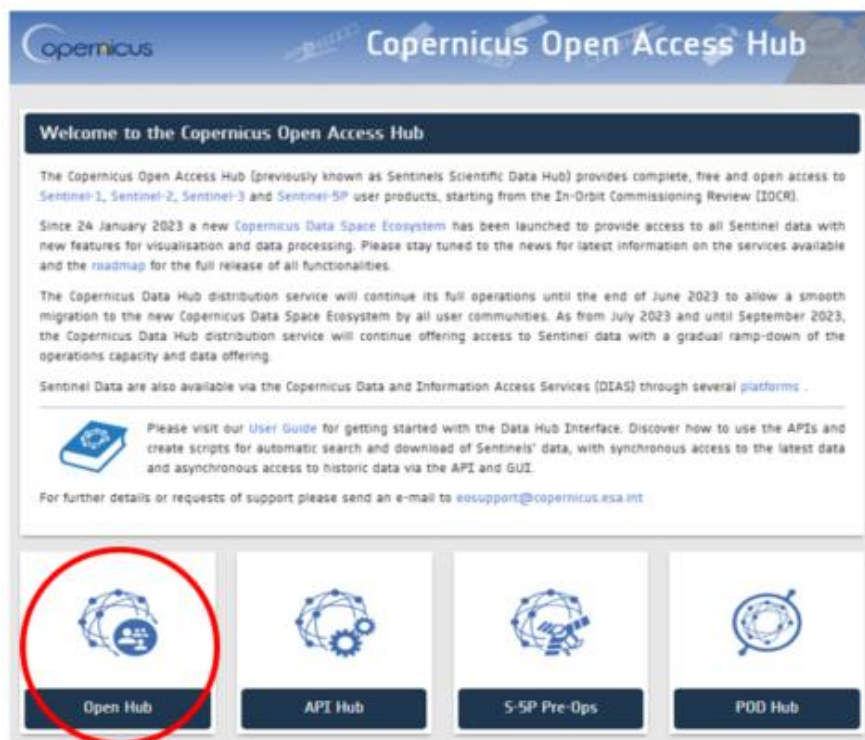 opernicus
Copernicus Open Access Hub
Welcome to the Copernicus Open Access Hub
The Copernicus Open Access Hub (previously known as Sentinels Scientific Data Hub) provides complete, free and open access to
Sentinel-1, Sentinel-2, Sentinel-3 and Sentinel-5P user products, starting from the In-Orbit Commissioning Review (IOCR).
Since 24 January 2023 a new Copernicus Data Space Ecosystem has been launched to provide access to all Sentinel data with
new features for visualisation and data processing. Please stay tuned to the news for latest information on the services available
and the roadmap for the full release of all functionalities.
The Copernicus Data Hub distribution service will continue its full operations until the end of June 2023 to allow a smooth
migration to the new Copernicus Data Space Ecosystem by all user communities. As from July 2023 and until September 2023,
the Copernicus Data Hub distribution service will continue offering access to Sentinel data with a gradual ramp-down of the
operations capacity and data offering.
Sentinel Data are also available via the Copernicus Data and Information Access Services (DIAS) through several platforms .
Please visit our User Guide for getting started with the Data Hub Interface. Discover how to use the APIs and
create scripts for automatic search and download of Sentinels' data, with synchronous access to the latest data
and asynchronous access to historic data via the API and GUI.
For further details or requests of support please send an e-mail to eosupport@copernicus.esa.int
Open Hub
API Hub
S-5P Pre-Ops
POD Hub